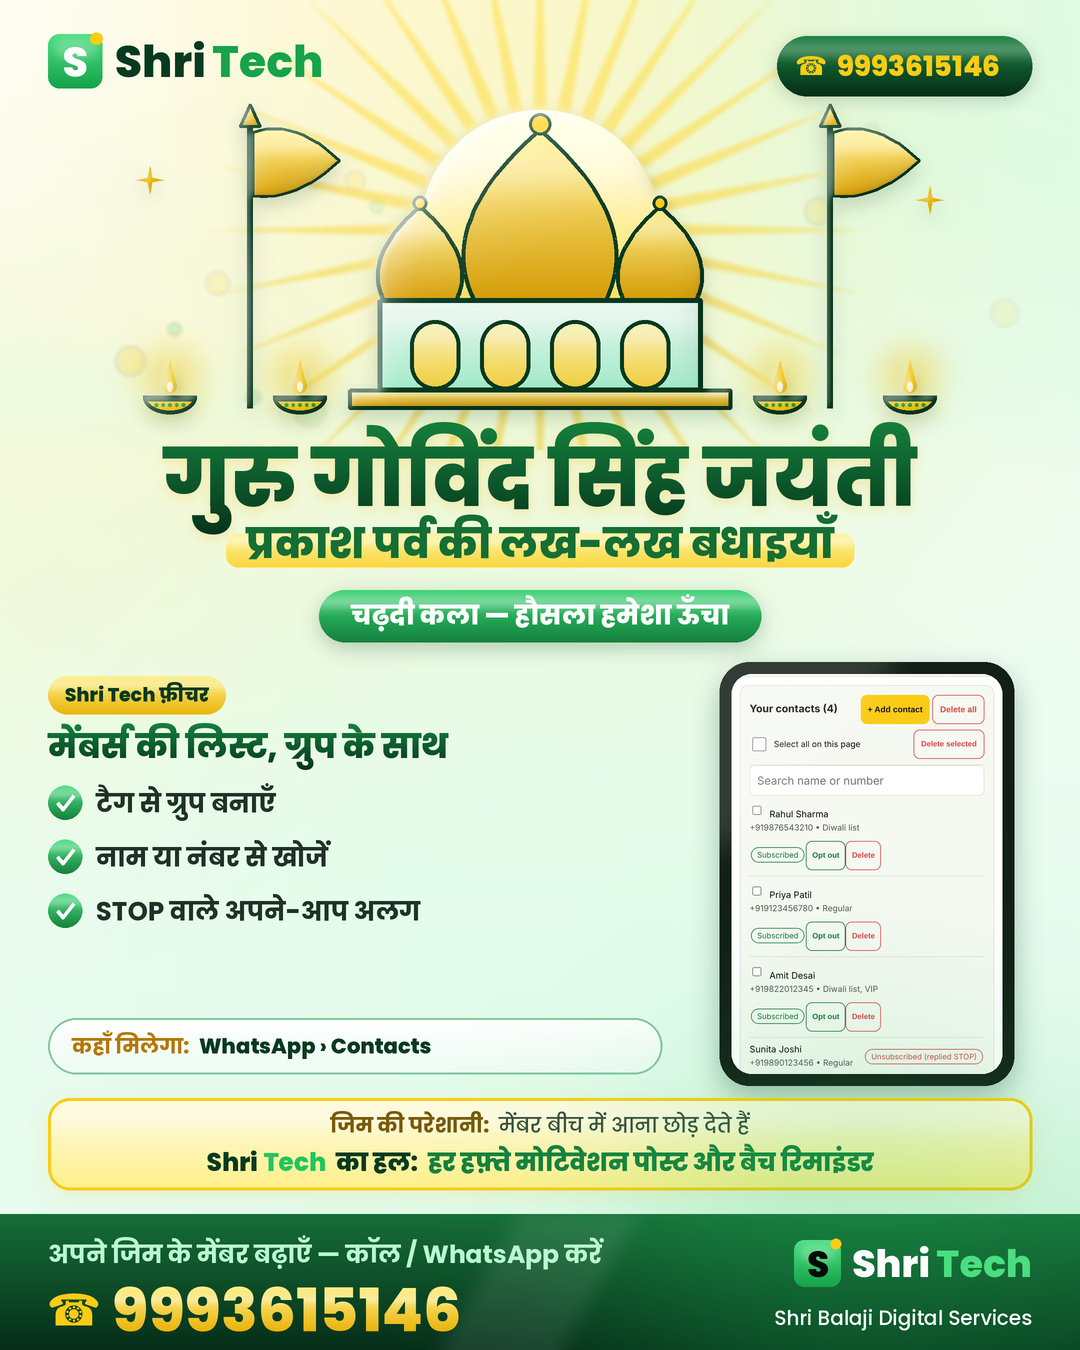 S Shri Tech
☎ 9993615146
गुरु गोविंद सिंह जयंती
प्रकाश पर्व की लख-लख बधाइयाँ
चढ़दी कला — हौसला हमेशा ऊँचा
Shri Tech फ़ीचर
मेंबर्स की लिस्ट, ग्रुप के साथ
टैग से ग्रुप बनाएँ
नाम या नंबर से खोजें
STOP वाले अपने-आप अलग
कहाँ मिलेगा: WhatsApp › Contacts
Your contacts (4) + Add contact Delete all
Select all on this page Delete selected
Search name or number
Rahul Sharma
+919876543210 • Diwali list
Subscribed Opt out Delete
Priya Patil
+919123456780 • Regular
Subscribed Opt out Delete
Amit Desai
+919822012345 • Diwali list, VIP
Subscribed Opt out Delete
Sunita Joshi
+919890123456 • Regular Unsubscribed (replied STOP)
जिम की परेशानी: मेंबर बीच में आना छोड़ देते हैं
Shri Tech का हल: हर हफ़्ते मोटिवेशन पोस्ट और बैच रिमाइंडर
अपने जिम के मेंबर बढ़ाएँ — कॉल / WhatsApp करें
☎ 9993615146
S Shri Tech
Shri Balaji Digital Services